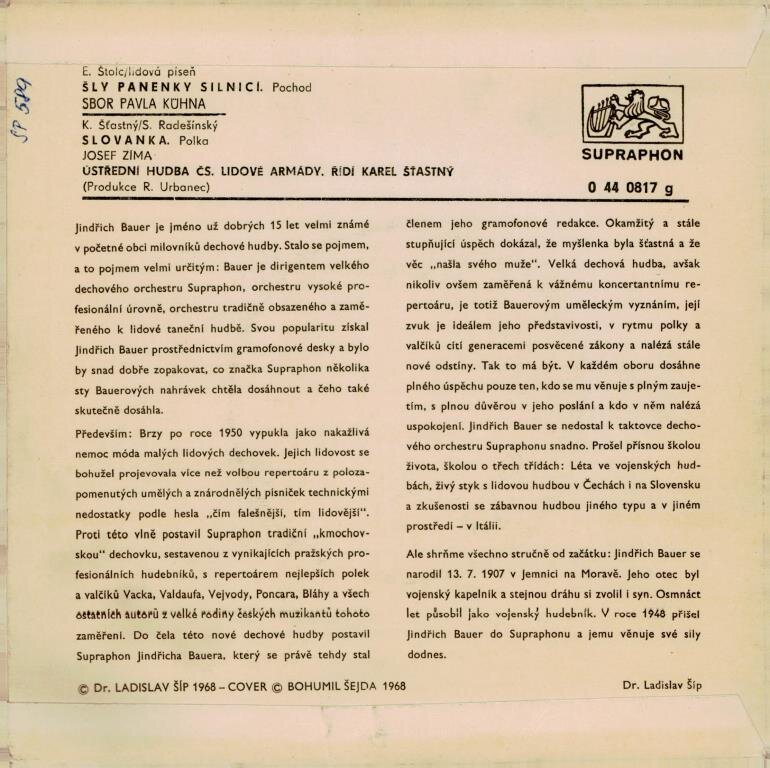 E. Štolc/lidová píseň
ŠLY PANENKY SILNICÍ. Pochod
SBOR PAVLA KÜHNA
K. Šťastný/S. Radešínský
SLOVANKA. Polka
JOSEF ZÍMA
ÚSTŘEDNÍ HUDBA ČS. LIDOVÉ ARMÁDY. ŘÍDÍ KAREL ŠŤASTNÝ
(Produkce R. Urbanec)
SP 589
SUPRAPHON
0 44 0817 g
Jindřich Bauer je jméno už dobrých 15 let velmi známé
v početné obci milovníků dechové hudby. Stalo se pojmem,
a to pojmem velmi určitým: Bauer je dirigentem velkého
dechového orchestru Supraphon, orchestru vysoké pro-
fesionální úrovně, orchestru tradičně obsazeného a zamě-
řeného k lidové taneční hudbě. Svou popularitu získal
Jindřich Bauer prostřednictvím gramofonové desky a bylo
by snad dobře zopakovat, co značka Supraphon několika
sty Bauerových nahrávek chtěla dosáhnout a čeho také
skutečně dosáhla.
Především: Brzy po roce 1950 vypukla jako nakažlivá
nemoc móda malých lidových dechovek. Jejich lidovost se
bohužel projevovala více než volbou repertoáru z poloza-
pomenutých umělých a znárodnělých písniček technickými
nedostatky podle hesla „čím falešnější, tím lidovější“.
Proti této vlně postavil Supraphon tradiční „kmochov-
skou“ dechovku, sestavenou z vynikajících pražských pro-
fesionálních hudebníků, s repertoárem nejlepších polek
a valčíků Vacka, Valdaufa, Vejvody, Poncara, Bláhy a všech
ostatních autorů z velké rodiny českých muzikantů tohoto
zaměření. Do čela této nové dechové hudby postavil
Supraphon Jindřicha Bauera, který se právě tehdy stal
členem jeho gramofonové redakce. Okamžitý a stále
stupňující úspěch dokázal, že myšlenka byla šťastná a že
věc „našla svého muže“. Velká dechová hudba, avšak
nikoliv ovšem zaměřená k vážnému koncertantnímu re-
pertoáru, je totiž Bauerovým uměleckým vyznáním, její
zvuk je ideálem jeho představivosti, v rytmu polky a
valčíků cítí generacemi posvěcené zákony a nalézá stále
nové odstíny. Tak to má být. V každém oboru dosáhne
plného úspěchu pouze ten, kdo se mu věnuje s plným zauje-
tím, s plnou důvěrou v jeho poslání a kdo v něm nalézá
uspokojení. Jindřich Bauer se nedostal k taktovce decho-
vého orchestru Supraphonu snadno. Prošel přísnou školou
života, školou o třech třídách: Léta ve vojenských hud-
bách, živý styk s lidovou hudbou v Čechách i na Slovensku
a zkušenosti se zábavnou hudbou jiného typu a v jiném
prostředí – v Itálii.
Ale shrňme všechno stručně od začátku: Jindřich Bauer se
narodil 13. 7. 1907 v Jemnici na Moravě. Jeho otec byl
vojenský kapelník a stejnou dráhu si zvolil i syn. Osmnáct
let působil jako vojenský hudebník. V roce 1948 přišel
Jindřich Bauer do Supraphonu a jemu věnuje své síly
dodnes.
© Dr. LADISLAV ŠÍP 1968 – COVER © BOHUMIL ŠEJDA 1968
Dr. Ladislav Šíp